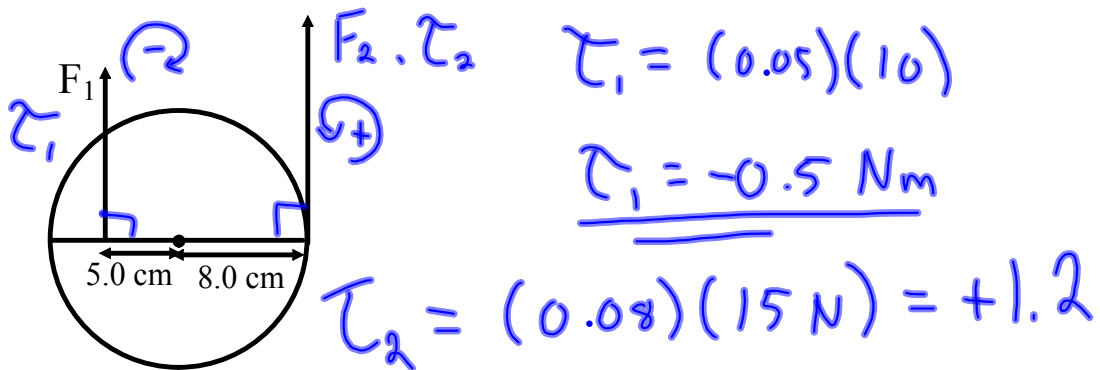 F₂, τ₂
τ₁ = (0.05)(10)
F₁
-
τ₁
+
τ₁ = -0.5 Nm
5.0 cm 8.0 cm
τ₂ = (0.08)(15 N) = +1.2